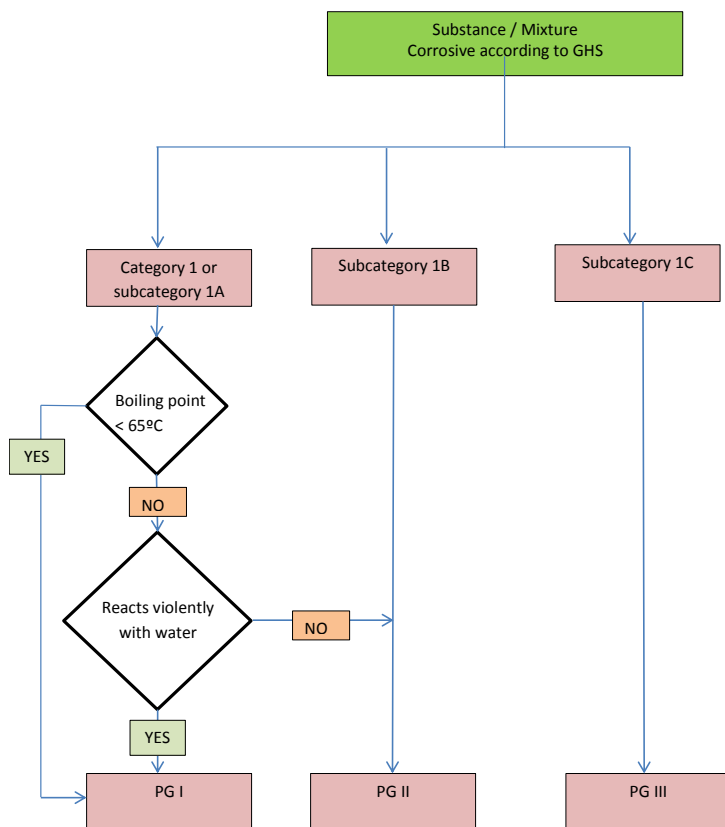 Substance / Mixture
Corrosive according to GHS
Category 1 or
subcategory 1A
Subcategory 1B
Subcategory 1C
Boiling point
< 65ºC
YES
NO
Reacts violently
with water
NO
YES
PG I
PG II
PG III